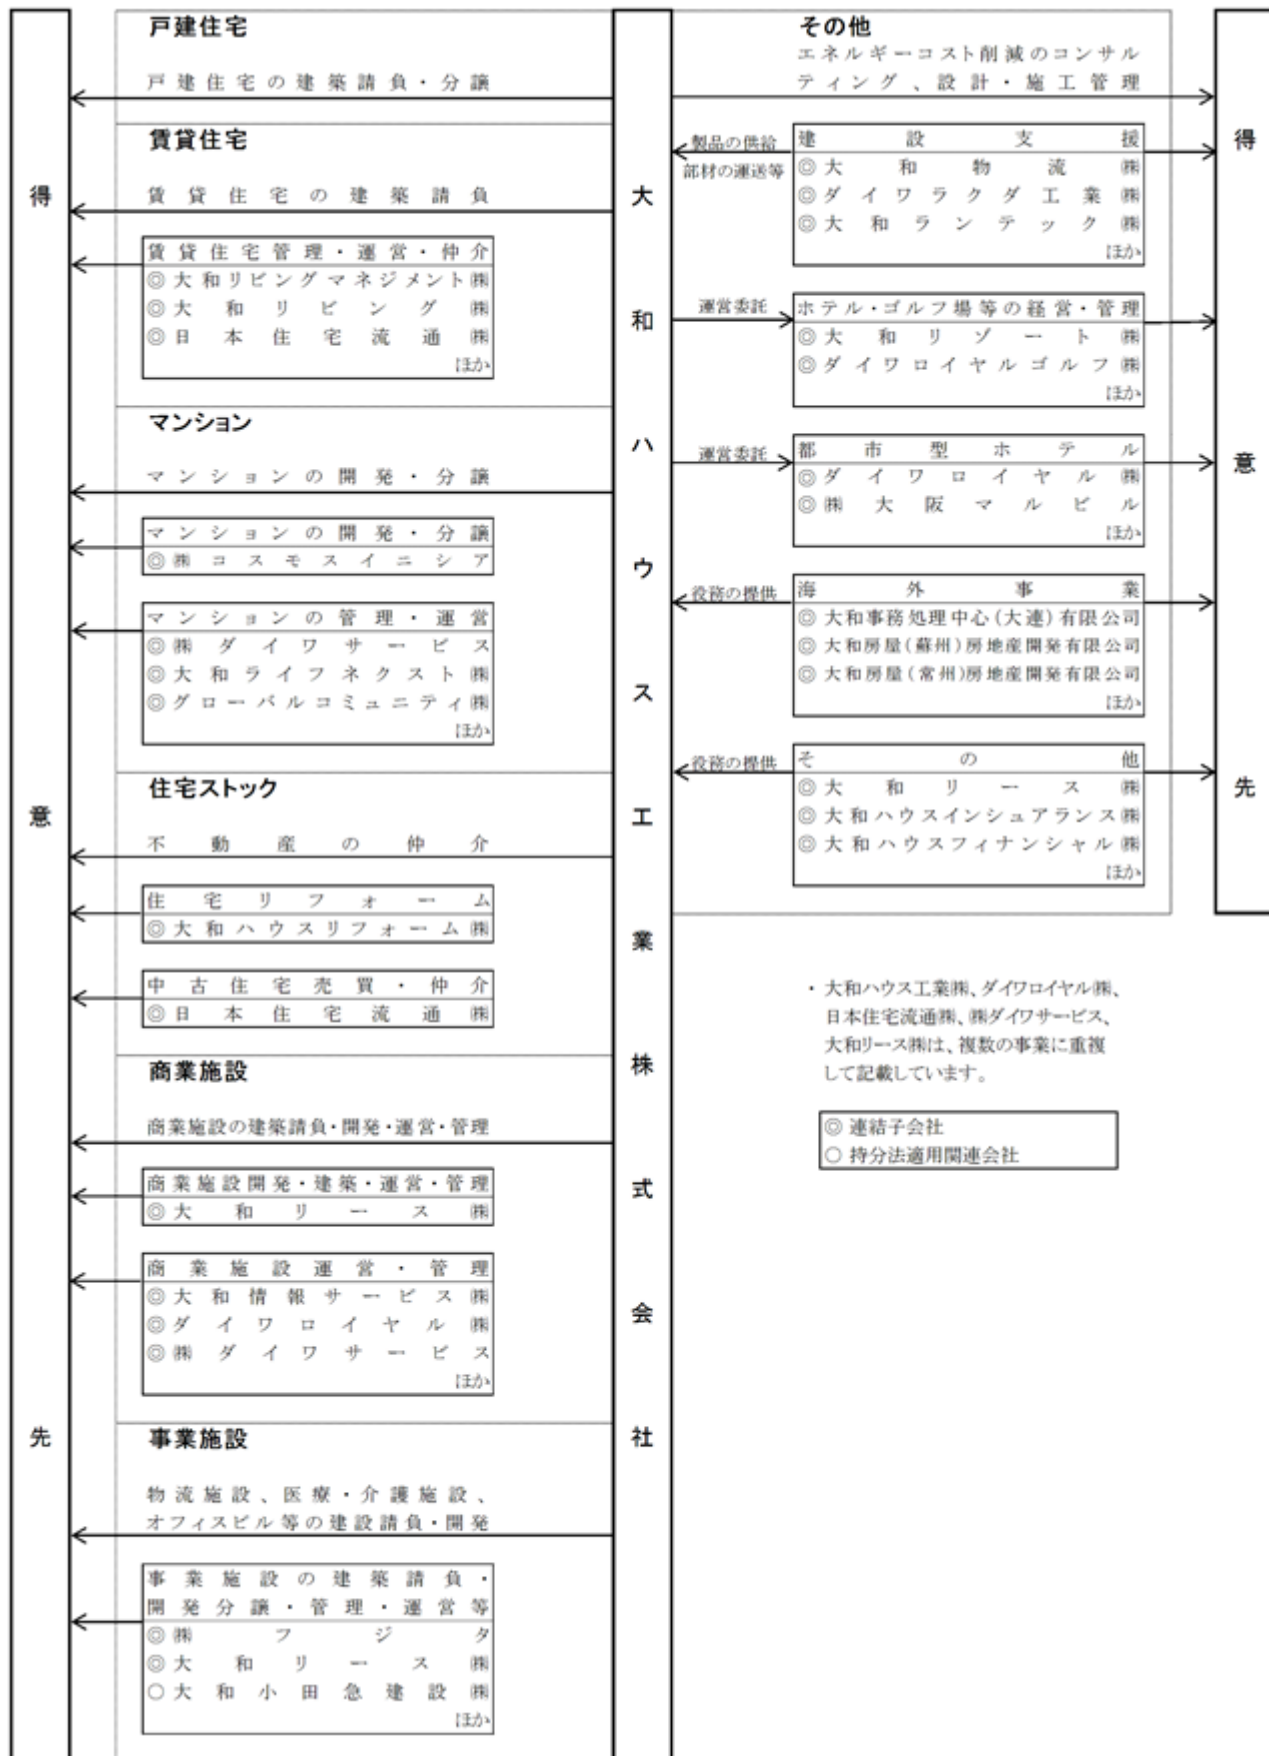 得意先
戸建住宅
戸建住宅の建築請負・分譲
賃貸住宅
賃貸住宅の建築請負
賃貸住宅管理・運営・仲介
◎大和リビングマネジメント㈱
◎大和リビング㈱
◎日本住宅流通㈱
ほか
マンション
マンションの開発・分譲
マンションの開発・分譲
◎㈱コスモスイニシア
マンションの管理・運営
◎㈱ダイワサービス
◎大和ライフネクスト㈱
◎グローバルコミュニティ㈱
ほか
住宅ストック
不動産の仲介
住宅リフォーム
◎大和ハウスリフォーム㈱
中古住宅売買・仲介
◎日本住宅流通㈱
商業施設
商業施設の建築請負・開発・運営・管理
商業施設開発・建築・運営・管理
◎大和リース㈱
商業施設運営・管理
◎大和情報サービス㈱
◎ダイワロイヤル㈱
◎㈱ダイワサービス
ほか
事業施設
物流施設、医療・介護施設、
オフィスビル等の建設請負・開発
事業施設の建築請負・
開発分譲・管理・運営等
◎㈱フジタ
◎大和リース㈱
○大和小田急建設㈱
ほか
大和ハウス工業株式会社
その他
エネルギーコスト削減のコンサル
ティング、設計・施工管理
製品の供給
部材の運送等
建設支援
◎大和物流㈱
◎ダイワラクダ工業㈱
◎大和ランテック㈱
ほか
運営委託
ホテル・ゴルフ場等の経営・管理
◎大和リゾート㈱
◎ダイワロイヤルゴルフ㈱
ほか
運営委託
都市型ホテル
◎ダイワロイヤル㈱
◎㈱大阪マルビル
ほか
役務の提供
海外事業
◎大和事務処理中心(大連)有限公司
◎大和房屋(蘇州)房地産開発有限公司
◎大和房屋(常州)房地産開発有限公司
ほか
役務の提供
その他
◎大和リース㈱
◎大和ハウスインシュアランス㈱
◎大和ハウスフィナンシャル㈱
ほか
得意先
・大和ハウス工業㈱、ダイワロイヤル㈱、
日本住宅流通㈱、㈱ダイワサービス、
大和リース㈱は、複数の事業に重複
して記載しています。
◎ 連結子会社
○ 持分法適用関連会社